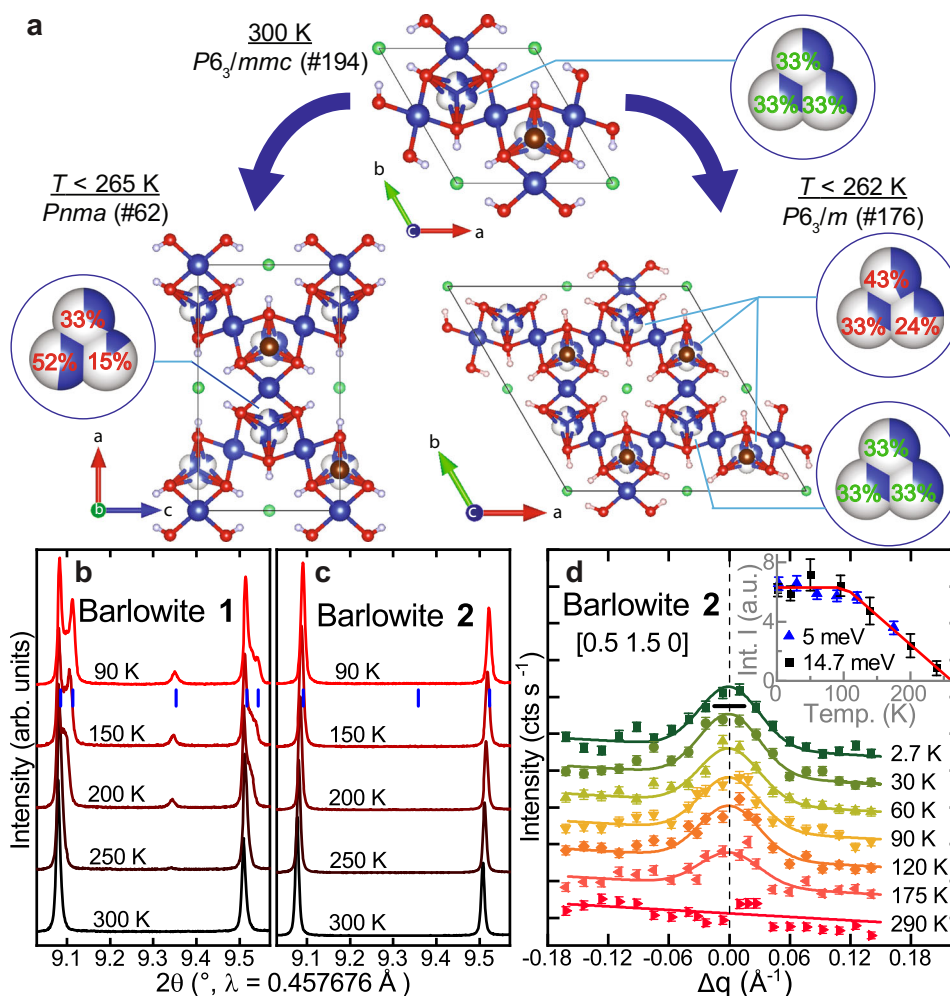 a
300 K
P6₃/mmc (#194)
33%
33% 33%
b
c
a
T < 265 K
Pnma (#62)
T < 262 K
P6₃/m (#176)
33%
52% 15%
43%
33% 24%
33%
33% 33%
a
b
c
b
c
a
b
Barlowite 1
90 K
150 K
200 K
250 K
300 K
Intensity (arb. units)
9.1 9.2 9.3 9.4 9.5
c
Barlowite 2
90 K
150 K
200 K
250 K
300 K
9.1 9.2 9.3 9.4 9.5
2θ (°, λ = 0.457676 Å)
d
Barlowite 2
[0.5 1.5 0]
Intensity (cts s⁻¹)
2.7 K
30 K
60 K
90 K
120 K
175 K
290 K
-0.18 -0.12 -0.06 0.00 0.06 0.12 0.18
Δq (Å⁻¹)
Int. I (a.u.)
8
4
0
5 meV
14.7 meV
0 100 200
Temp. (K)